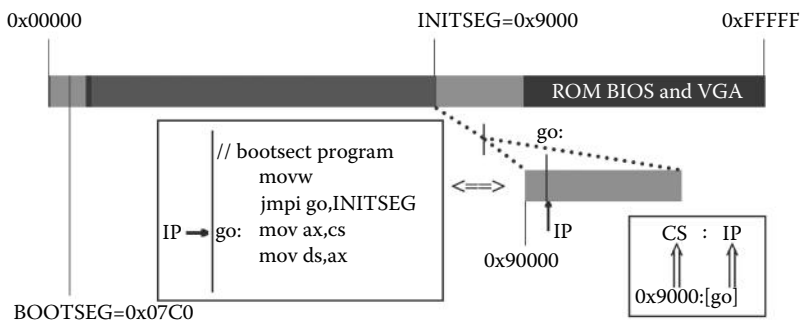 0x00000 INITSEG=0x9000 0xFFFFF
ROM BIOS and VGA
// bootsect program
movw
jmpi go,INITSEG
IP go: mov ax,cs
mov ds,ax
<==>
go:
IP
0x90000
CS : IP
0x9000:[go]
BOOTSEG=0x07C0